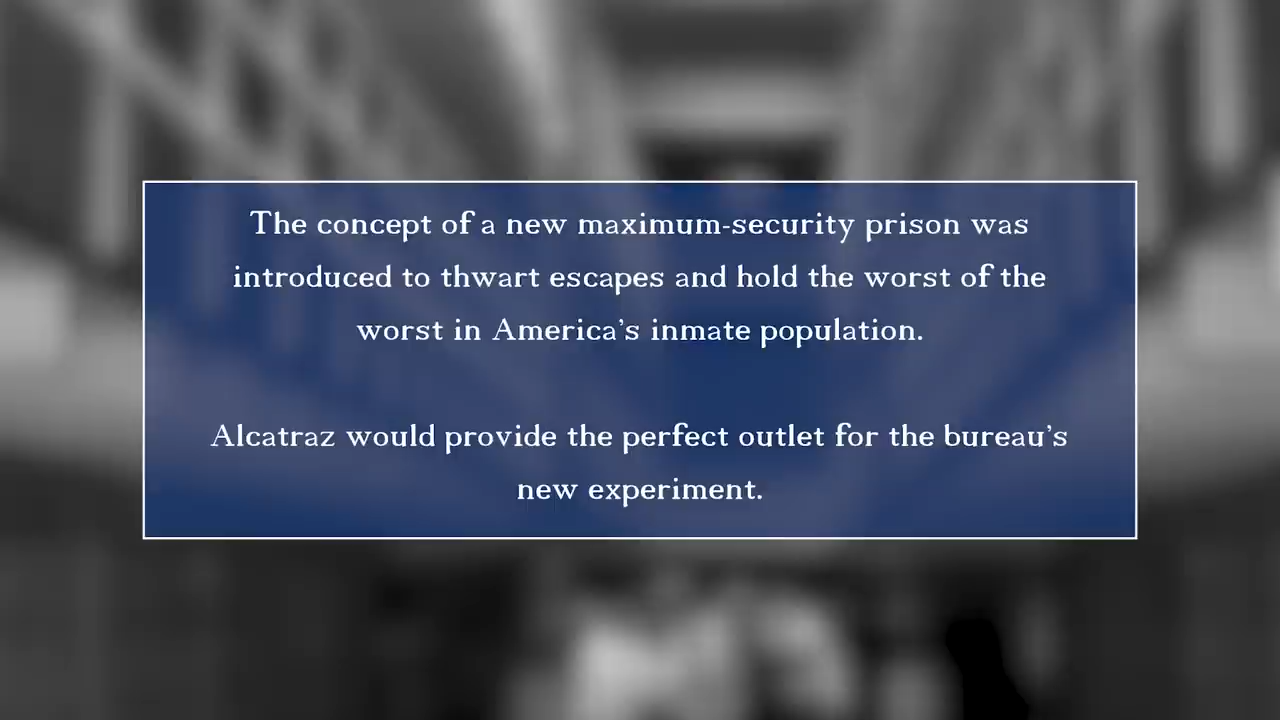 The concept of a new maximum-security prison was
introduced to thwart escapes and hold the worst of the
worst in America’s inmate population.
Alcatraz would provide the perfect outlet for the bureau’s
new experiment.